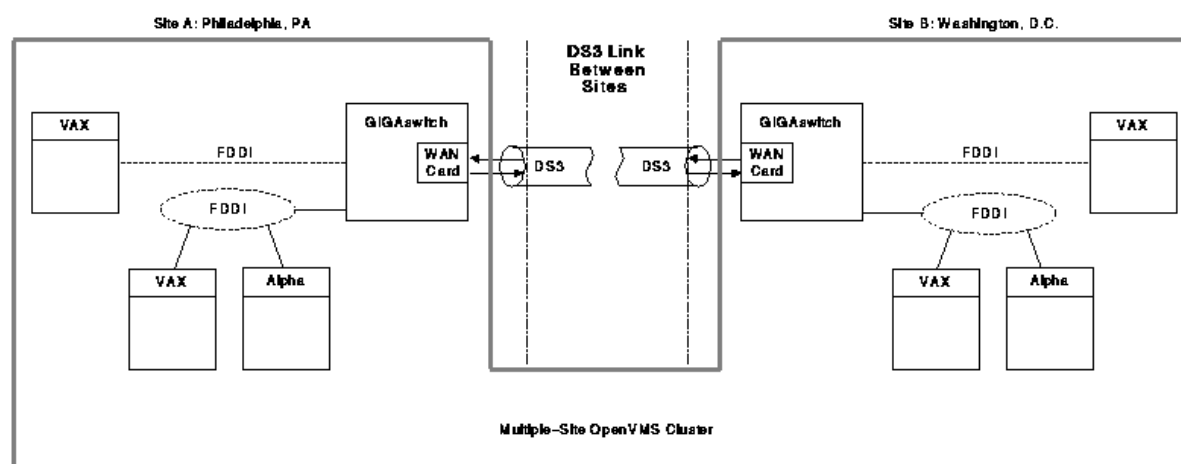 Site A: Philadelphia, PA
Site B: Washington, D.C.
DS3 Link
Between
Sites
VAX
FDDI
GIGAswitch
WAN
Card
DS3
DS3
GIGAswitch
WAN
Card
FDDI
VAX
FDDI
FDDI
VAX
Alpha
VAX
Alpha
Multiple-Site OpenVMS Cluster